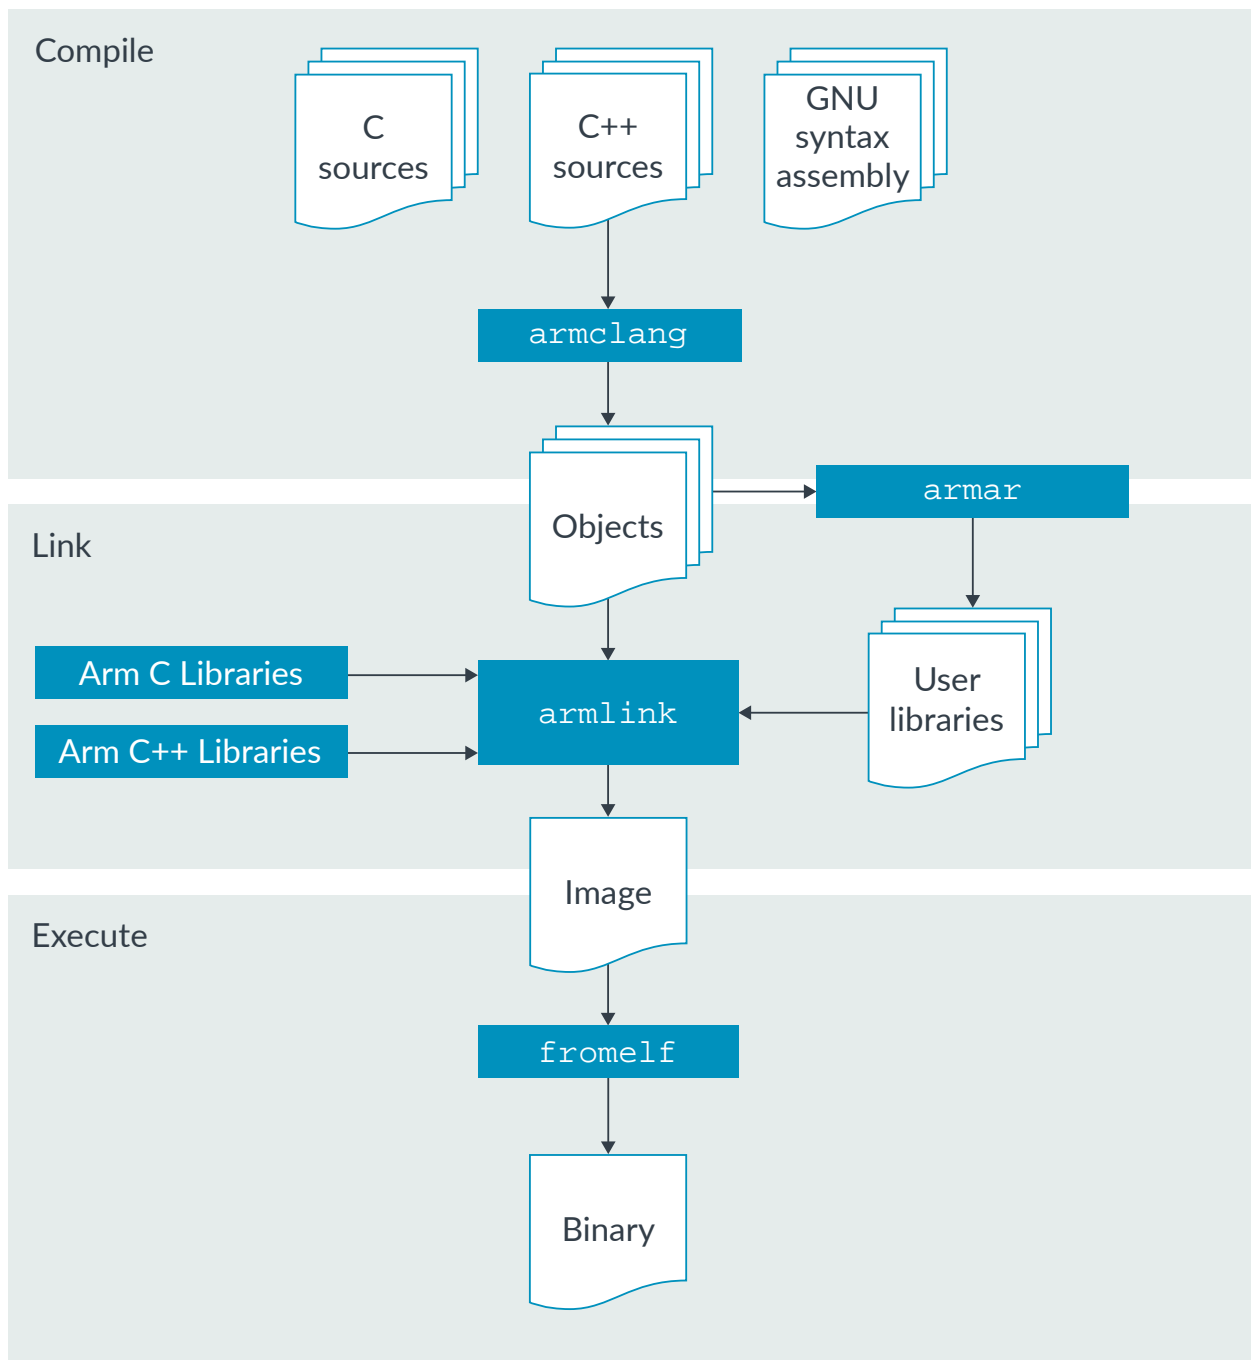 Compile
C
sources
C++
sources
GNU
syntax
assembly
armclang
Objects
armar
Link
Arm C Libraries
Arm C++ Libraries
armlink
User
libraries
Image
Execute
fromelf
Binary